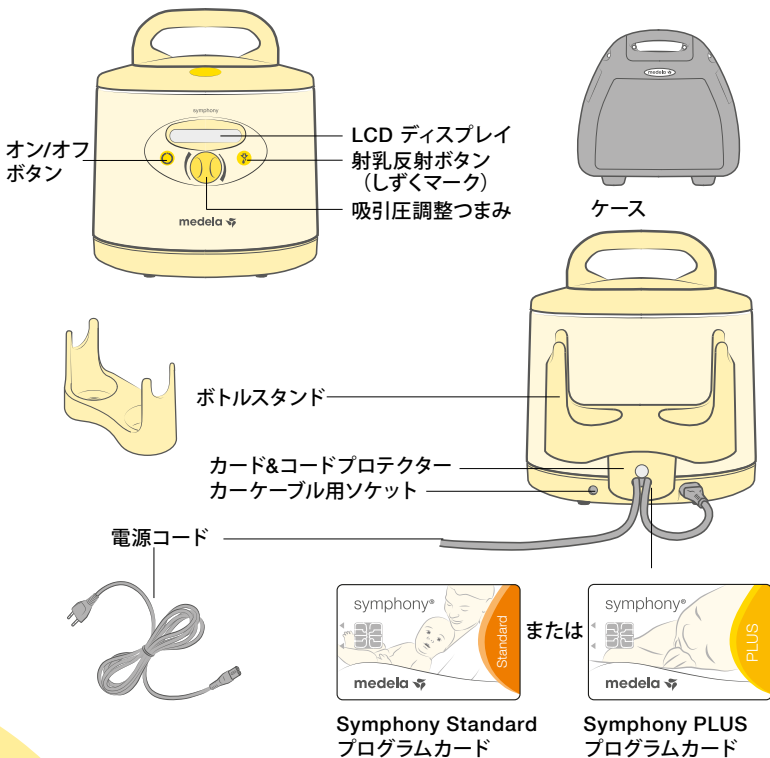 symphony
オン/オフ
ボタン
LCD ディスプレイ
射乳反射ボタン
（しずくマーク）
吸引圧調整つまみ
medela
medela
ケース
ボトルスタンド
カード&コードプロテクター
カーケーブル用ソケット
電源コード
symphony®
Standard
medela
または
symphony®
PLUS
medela
Symphony Standard
プログラムカード
Symphony PLUS
プログラムカード